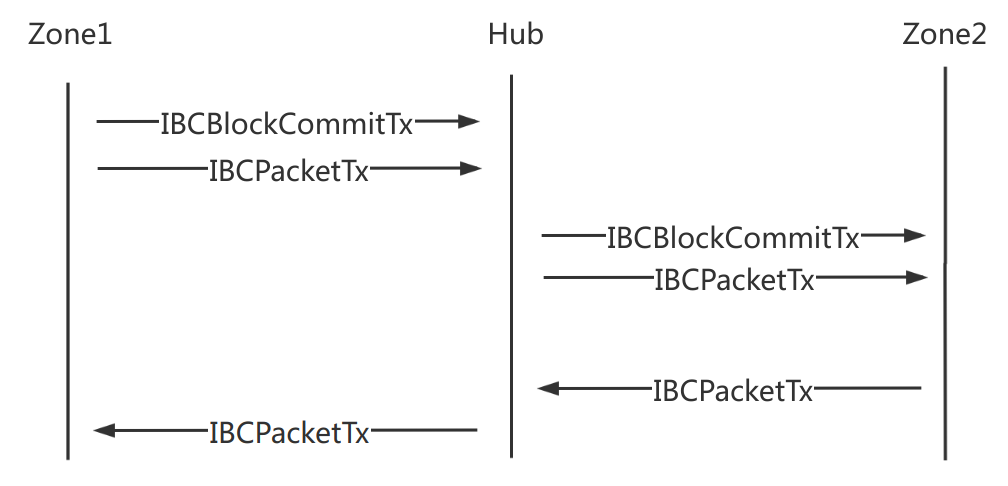 Zone1 Hub Zone2
IBCBlockCommitTx
IBCPacketTx
IBCBlockCommitTx
IBCPacketTx
IBCPacketTx
IBCPacketTx